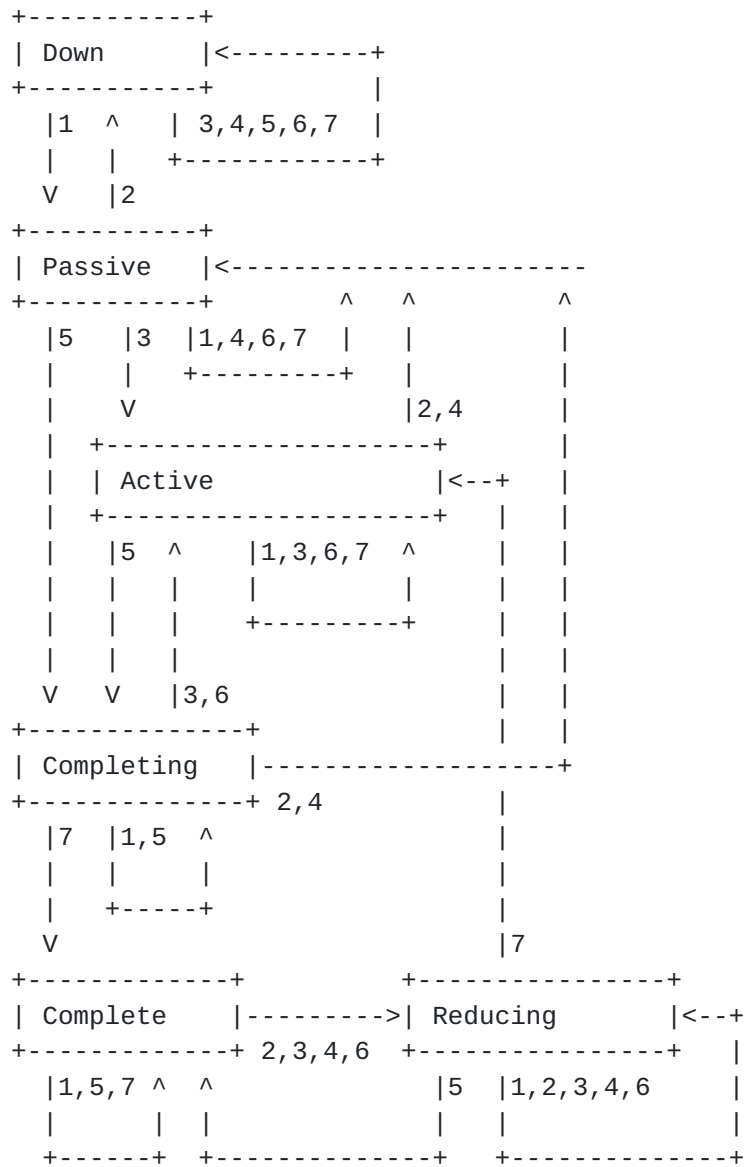 Down
1 3,4,5,6,7
2
Passive
5 3 1,4,6,7
2,4
Active
5 1,3,6,7
3,6
Completing
2,4
7 1,5
7
Complete Reducing
2,3,4,6
1,5,7 5 1,2,3,4,6